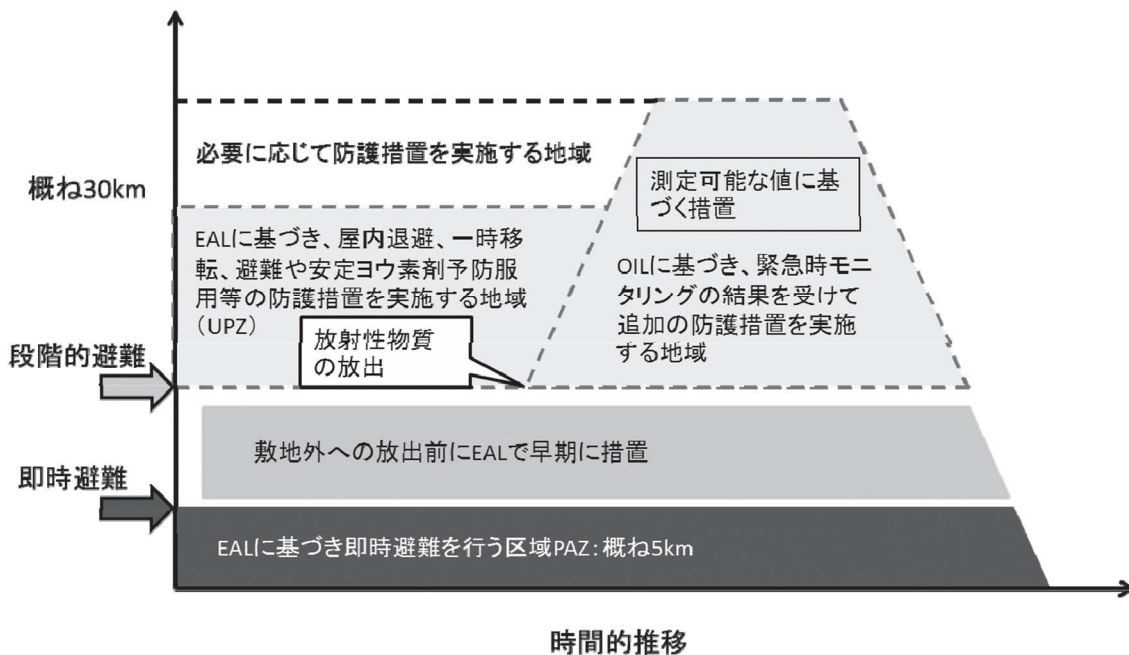 必要に応じて防護措置を実施する地域
概ね30km
測定可能な値に基
づく措置
EALに基づき、屋内退避、一時移
転、避難や安定ヨウ素剤予防服
用等の防護措置を実施する地域
（UPZ）
OILに基づき、緊急時モニ
タリングの結果を受けて
追加の防護措置を実施
する地域
放射性物質
の放出
段階的避難
敷地外への放出前にEALで早期に措置
即時避難
EALに基づき即時避難を行う区域PAZ：概ね5km
時間的推移